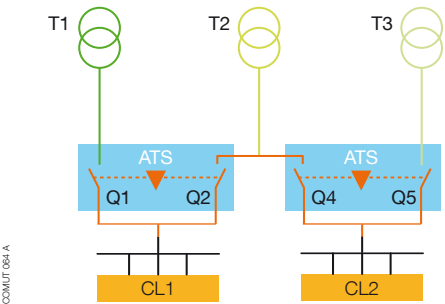 T1 T2 T3
ATS ATS
Q1 Q2 Q4 Q5
CL1 CL2
COMUT 064 A